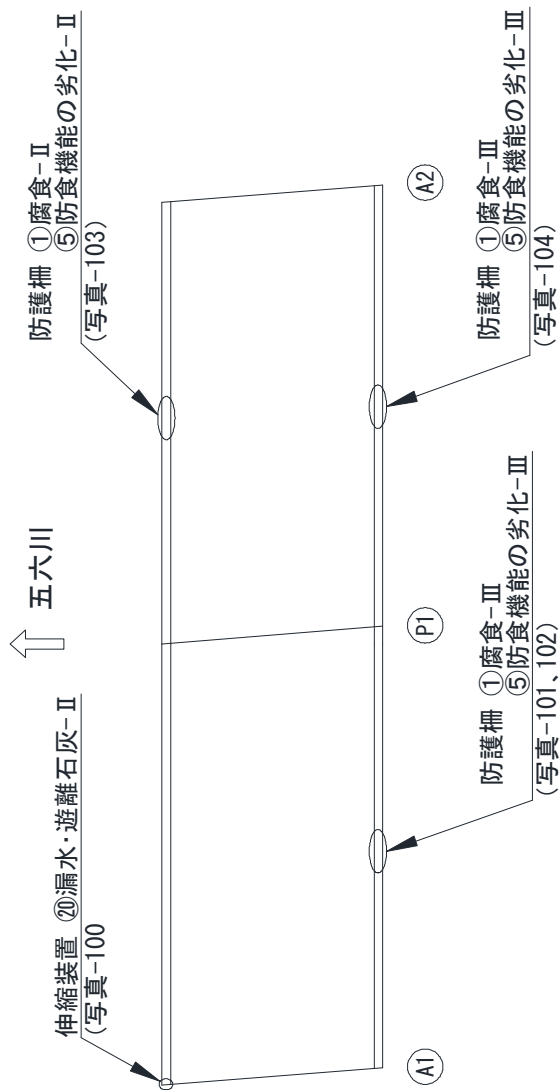 伸縮装置 ⑳漏水・遊離石灰-Ⅱ
(写真-100
五六川
防護柵 ①腐食-Ⅱ
⑤防食機能の劣化-Ⅱ
(写真-103)
A1
P1
A2
防護柵 ①腐食-Ⅲ
⑤防食機能の劣化-Ⅲ
(写真-101、102)
防護柵 ①腐食-Ⅲ
⑤防食機能の劣化-Ⅲ
(写真-104)